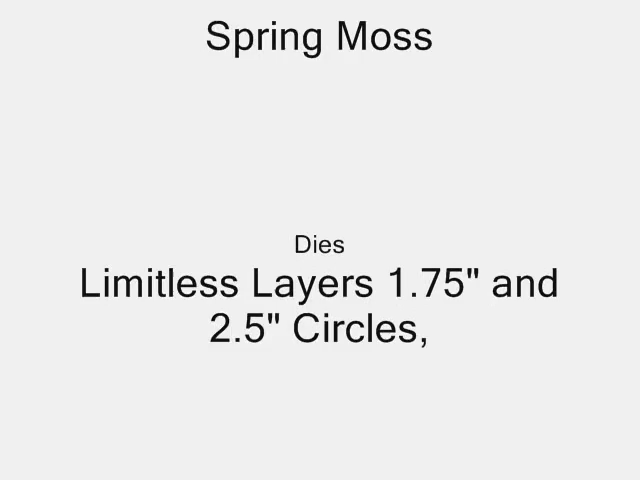 Spring Moss
Dies
Limitless Layers 1.75" and
2.5" Circles,